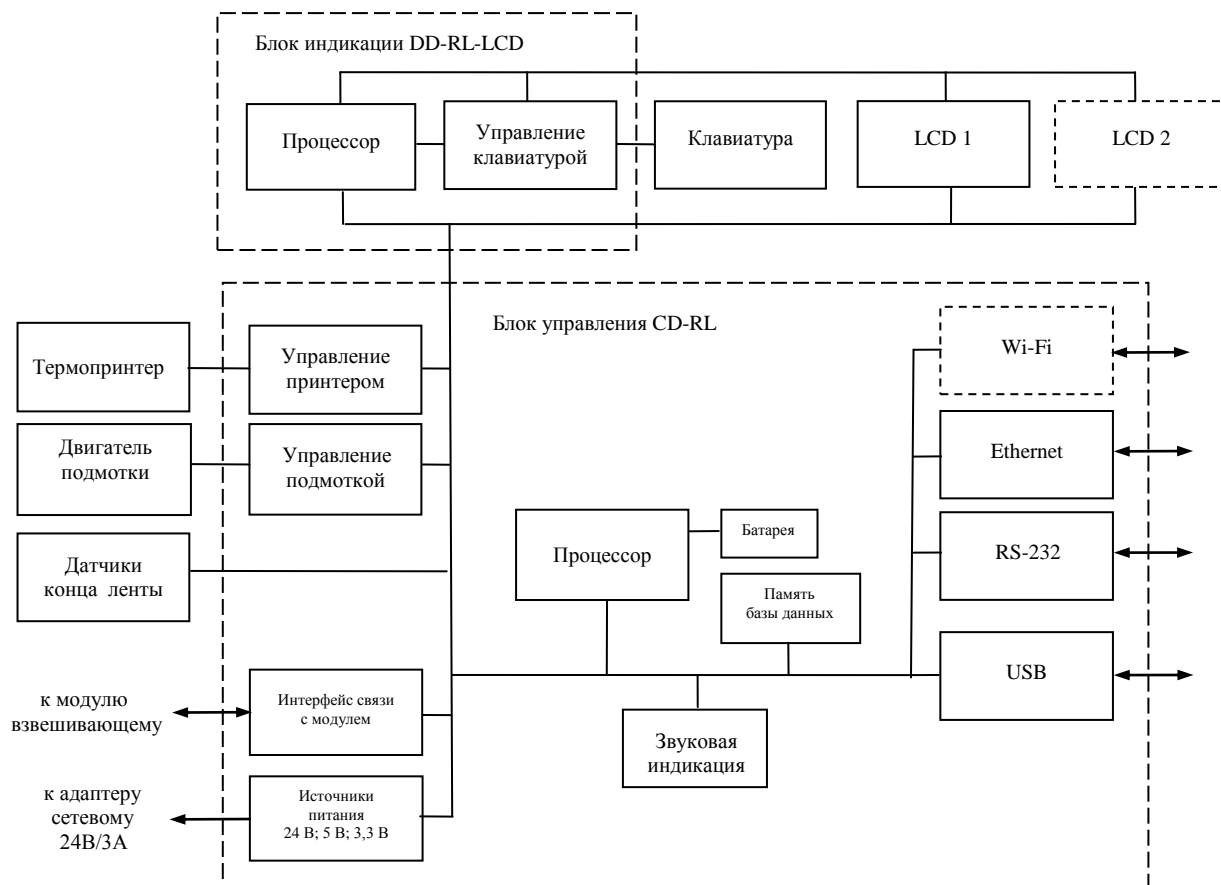 Блок индикации DD-RL-LCD
Процессор
Управление
клавиатурой
Клавиатура
LCD 1
LCD 2
Блок управления CD-RL
Термопринтер
Управление
принтером
Wi-Fi
Двигатель
подмотки
Управление
подмоткой
Ethernet
Датчики
конца ленты
Процессор
Батарея
RS-232
Память
базы данных
к модулю
взвешивающему
Интерфейс связи
с модулем
USB
Звуковая
индикация
к адаптеру
сетевому
24В/3А
Источники
питания
24 В; 5 В; 3,3 В